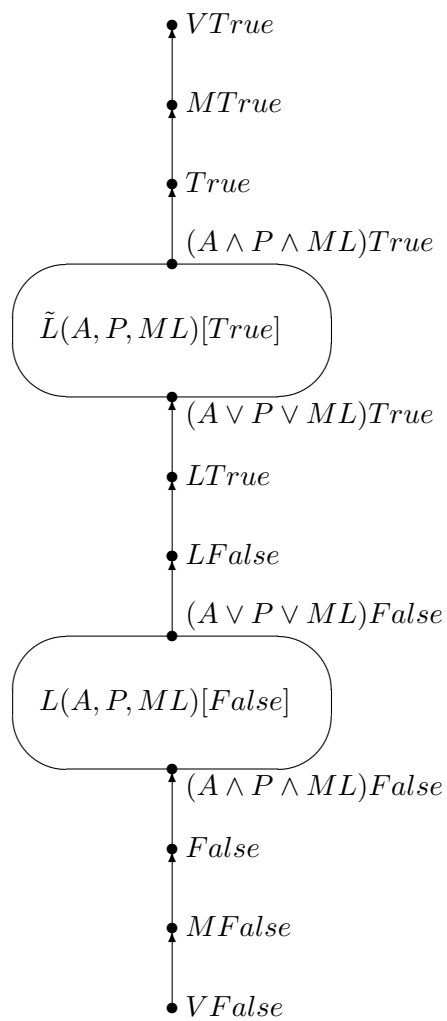 VTrue
MTrue
True
(A ∧ P ∧ ML)True
L̃(A, P, ML)[True]
(A ∨ P ∨ ML)True
LTrue
LFalse
(A ∨ P ∨ ML)False
L(A, P, ML)[False]
(A ∧ P ∧ ML)False
False
MFalse
VFalse